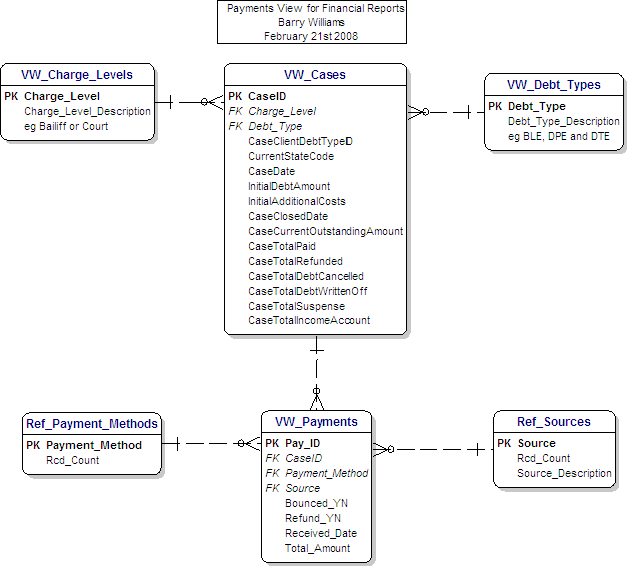 Payments View for Financial Reports
Barry Williams
February 21st 2008
VW_Charge_Levels
PK Charge_Level
Charge_Level_Description
eg Bailiff or Court
VW_Cases
PK CaseID
FK Charge_Level
FK Debt_Type
CaseClientDebtTypeID
CurrentStateCode
CaseDate
InitialDebtAmount
InitialAdditionalCosts
CaseClosedDate
CaseCurrentOutstandingAmount
CaseTotalPaid
CaseTotalRefunded
CaseTotalDebtCancelled
CaseTotalDebtWrittenOff
CaseTotalSuspense
CaseTotalIncomeAccount
VW_Debt_Types
PK Debt_Type
Debt_Type_Description
eg BLE, DPE and DTE
Ref_Payment_Methods
PK Payment_Method
Rcd_Count
VW_Payments
PK Pay_ID
FK CaseID
FK Payment_Method
FK Source
Bounced_YN
Refund_YN
Received_Date
Total_Amount
Ref_Sources
PK Source
Rcd_Count
Source_Description